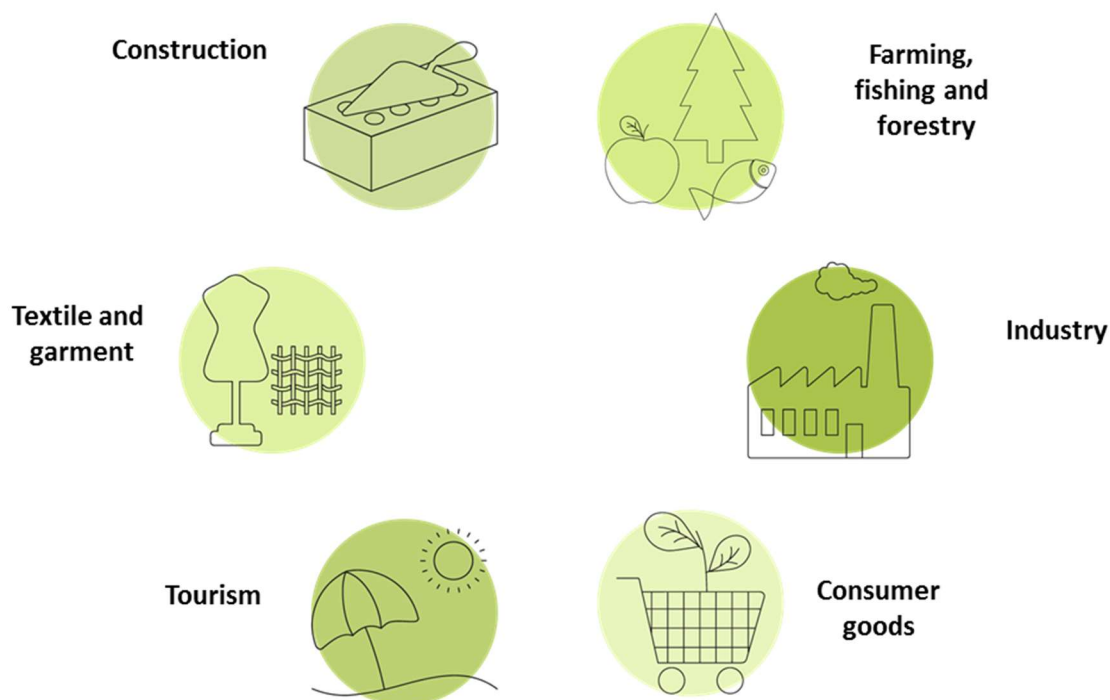 Construction
Farming,
fishing and
forestry
Textile and
garment
Industry
Tourism
Consumer
goods